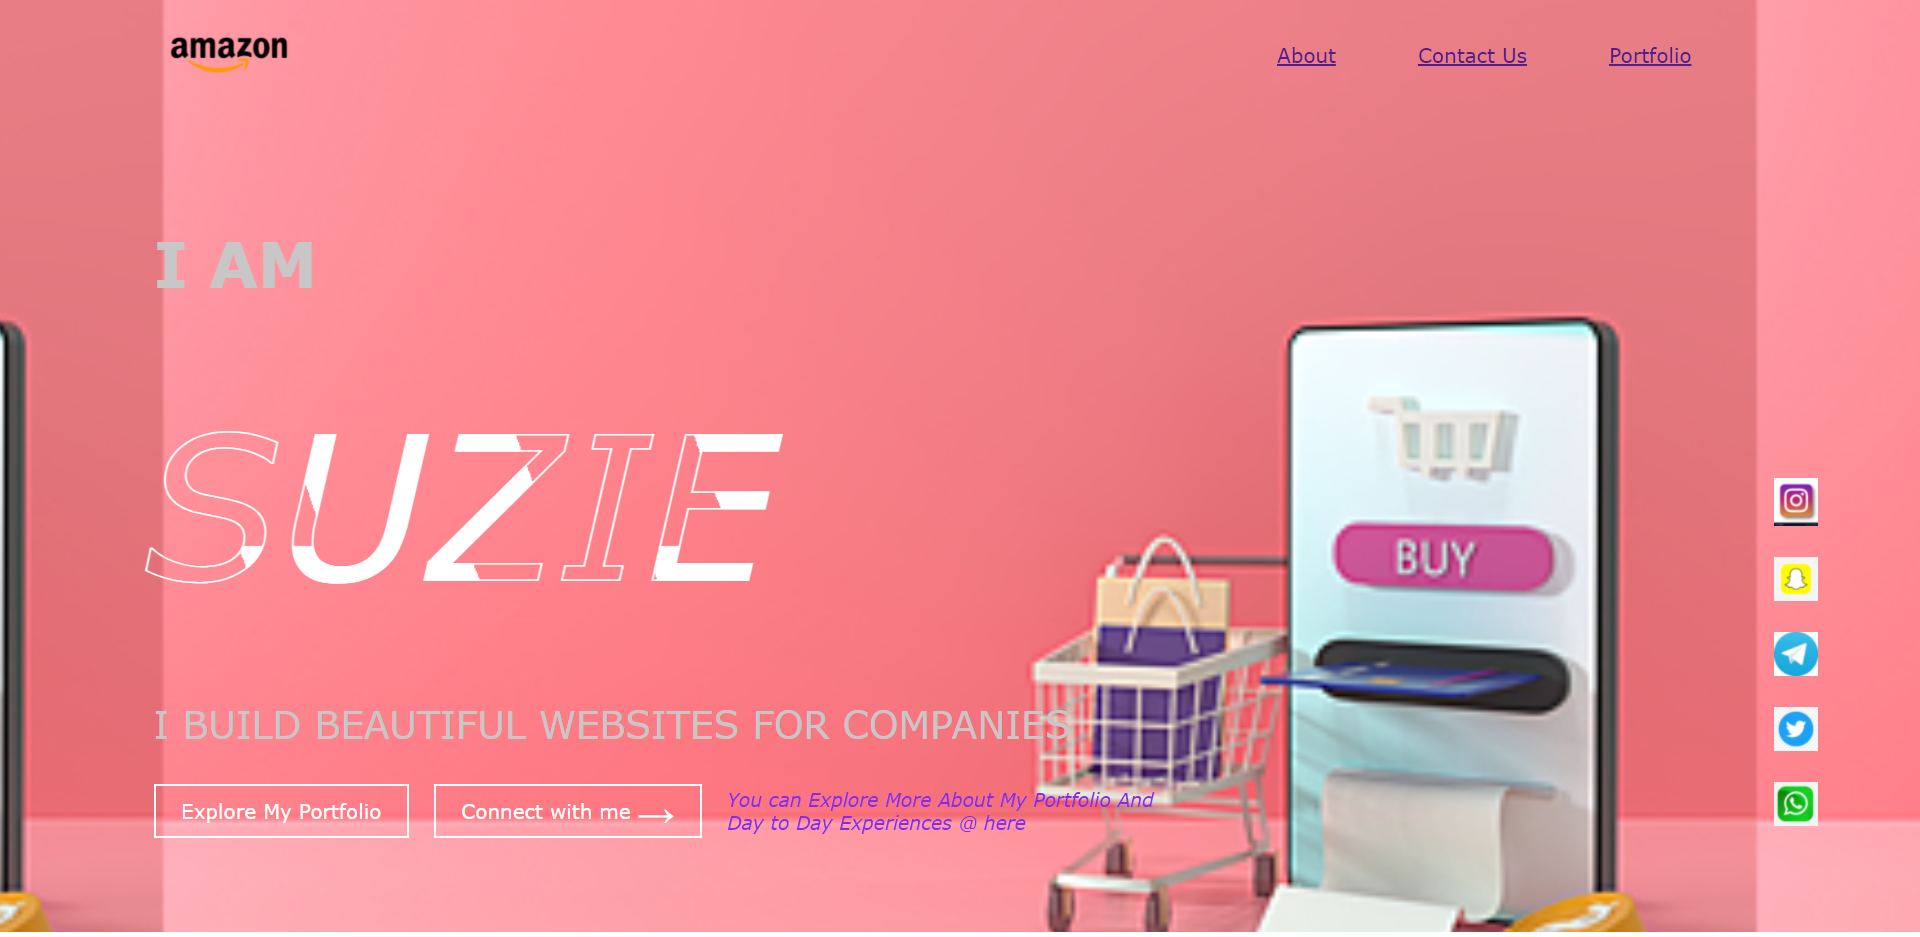 amazon
About
Contact Us
Portfolio
I AM
SUZIE
BUY
I BUILD BEAUTIFUL WEBSITES FOR COMPANIES
Explore My Portfolio
Connect with me →
You can Explore More About My Portfolio And
Day to Day Experiences @ here